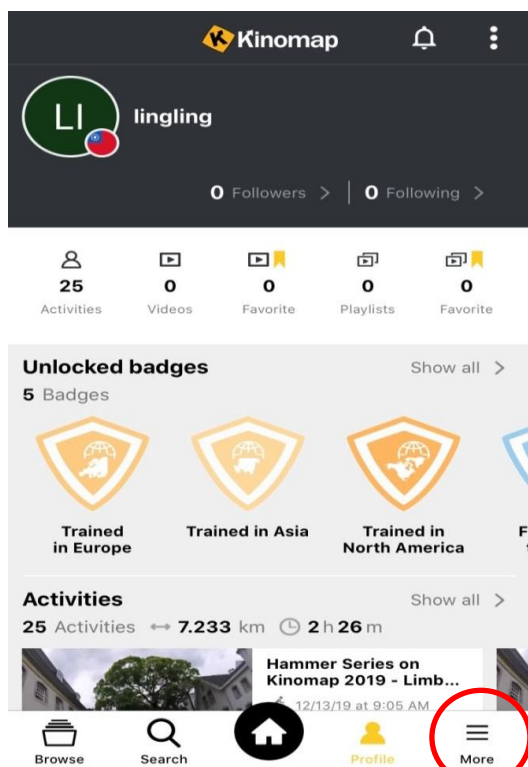 Kinomap
LI
lingling
0 Followers > | 0 Following >
25 0 0 0 0
Activities Videos Favorite Playlists Favorite
Unlocked badges Show all >
5 Badges
Trained in Europe
Trained in Asia
Trained in North America
F
Activities Show all >
25 Activities 7.233 km 2 h 26 m
Hammer Series on
Kinomap 2019 - Limb...
12/13/19 at 9:05 AM
Browse Search Profile More